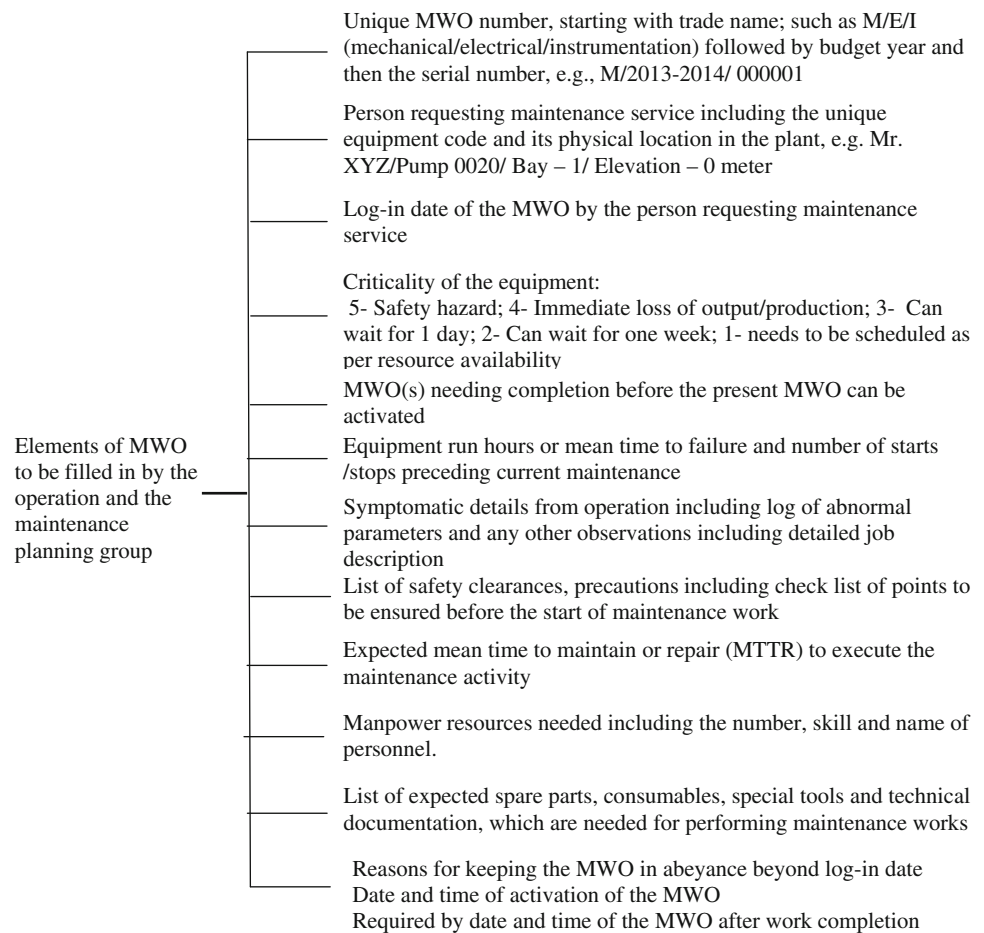 Unique MWO number, starting with trade name; such as M/E/I
(mechanical/electrical/instrumentation) followed by budget year and
then the serial number, e.g., M/2013-2014/ 000001
Person requesting maintenance service including the unique
equipment code and its physical location in the plant, e.g. Mr.
XYZ/Pump 0020/ Bay – 1/ Elevation – 0 meter
Log-in date of the MWO by the person requesting maintenance
service
Criticality of the equipment:
5- Safety hazard; 4- Immediate loss of output/production; 3- Can
wait for 1 day; 2- Can wait for one week; 1- needs to be scheduled as
per resource availability
MWO(s) needing completion before the present MWO can be
activated
Elements of MWO
to be filled in by the
operation and the
maintenance
planning group
Equipment run hours or mean time to failure and number of starts
/stops preceding current maintenance
Symptomatic details from operation including log of abnormal
parameters and any other observations including detailed job
description
List of safety clearances, precautions including check list of points to
be ensured before the start of maintenance work
Expected mean time to maintain or repair (MTTR) to execute the
maintenance activity
Manpower resources needed including the number, skill and name of
personnel.
List of expected spare parts, consumables, special tools and technical
documentation, which are needed for performing maintenance works
Reasons for keeping the MWO in abeyance beyond log-in date
Date and time of activation of the MWO
Required by date and time of the MWO after work completion